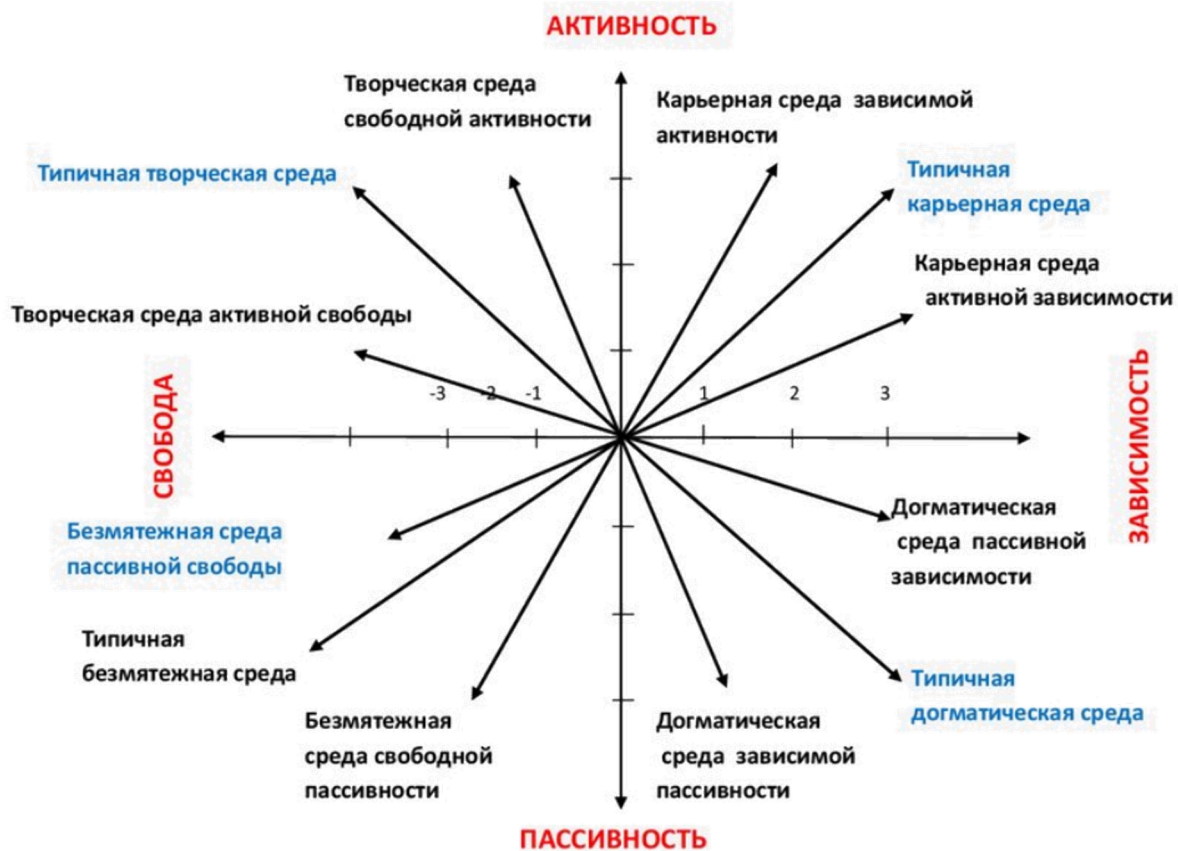 АКТИВНОСТЬ
Творческая среда
свободной активности
Карьерная среда зависимой
активности
Типичная творческая среда
Типичная
карьерная среда
Карьерная среда
активной зависимости
Творческая среда активной свободы
СВОБОДА
-3
-2
-1
1
2
3
ЗАВИСИМОСТЬ
Безмятежная среда
пассивной свободы
Догматическая
среда пассивной
зависимости
Типичная
безмятежная среда
Типичная
догматическая среда
Безмятежная
среда свободной
пассивности
Догматическая
среда зависимой
пассивности
ПАССИВНОСТЬ